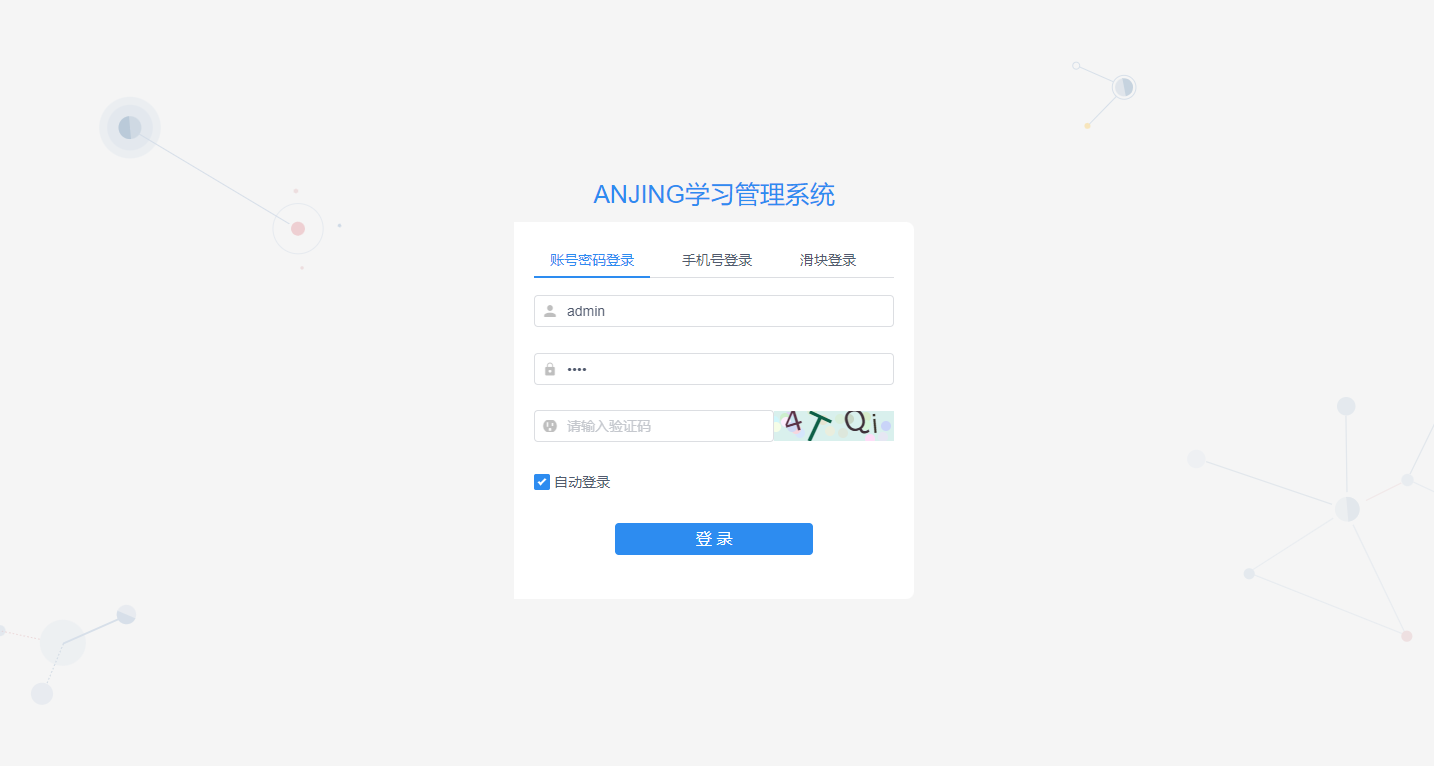 ANJING学习管理系统
账号密码登录 手机号登录 滑块登录
admin
••••
请输入验证码 4TQi
自动登录
登 录